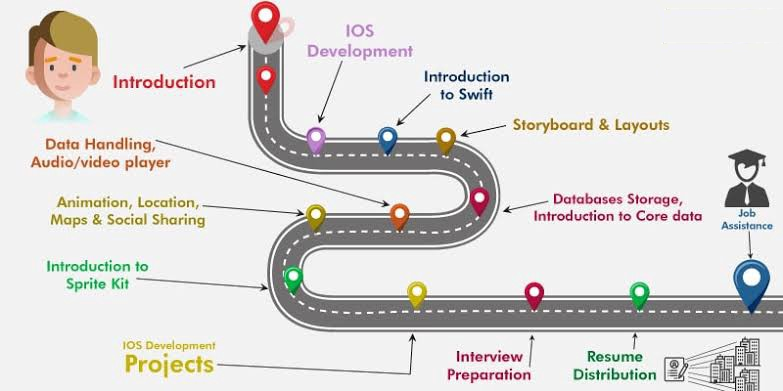 Introduction
IOS
Development
Introduction
to Swift
Storyboard & Layouts
Databases Storage,
Introduction to Core data
Data Handling,
Audio/video player
Animation, Location,
Maps & Social Sharing
Introduction to
Sprite Kit
IOS Development
Projects
Interview
Preparation
Resume
Distribution
Job
Assistance